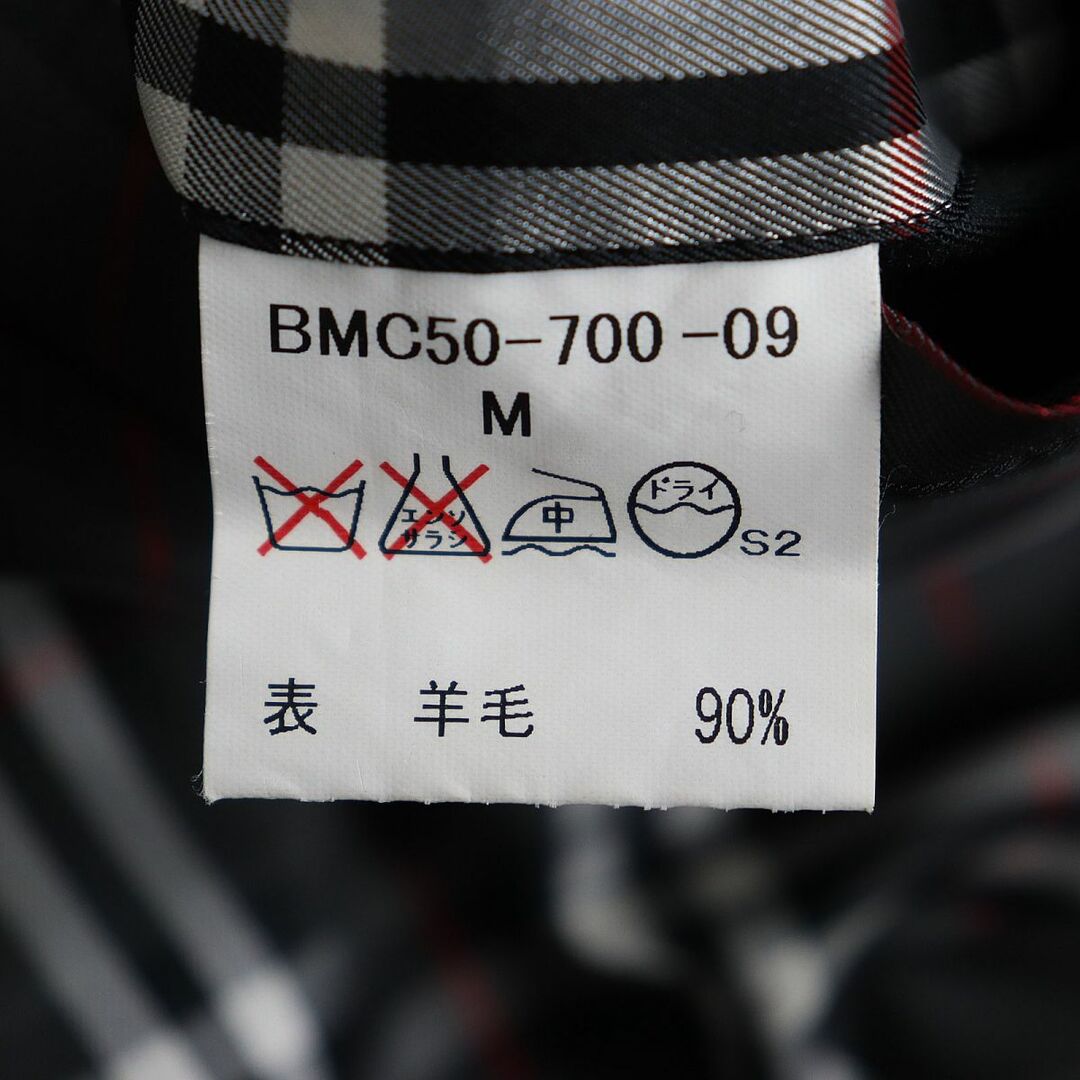 BMC50-700-09
M
エンソ
サラシ
中
ドライ
S2
表 羊毛 90%